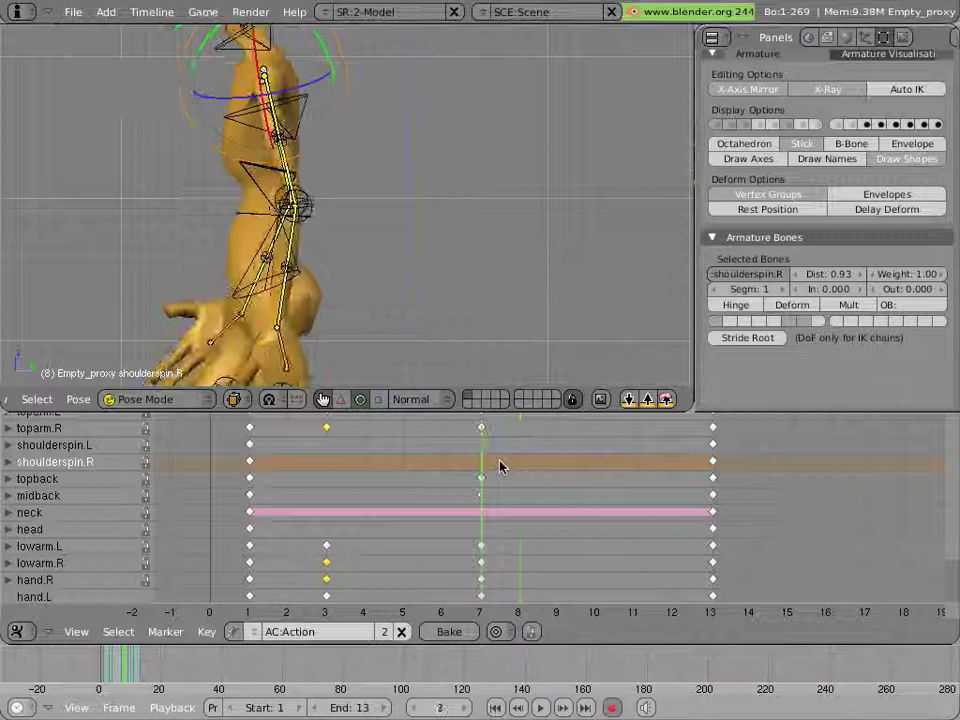 File Add Timeline Game Render Help SR:2-Model SCE:Scene www.blender.org 244 Bo:1-269 | Mem:9.38M Empty_proxy
Panels
Armature Armature Visualisati
Editing Options
X-Axis Mirror X-Ray Auto IK
Display Options
Octahedron Stick B-Bone Envelope
Draw Axes Draw Names Draw Shapes
Deform Options
Vertex Groups Envelopes
Rest Position Delay Deform
Armature Bones
Selected Bones
:shoulderspin.R Dist: 0.93 Weight: 1.00
Segm: 1 In: 0.000 Out: 0.000
Hinge Deform Mult OB:
Stride Root (DoF only for IK chains)
(8) Empty_proxy shoulderspin.R
Select Pose Pose Mode Normal
toparm.L
toparm.R
shoulderspin.L
shoulderspin.R
topback
midback
neck
head
lowarm.L
lowarm.R
hand.R
hand.L
-2 -1 0 1 2 3 4 5 6 7 8 9 10 11 12 13 14 15 16 17 18 19
View Select Marker Key AC:Action 2 Bake
-20 0 20 40 60 80 100 120 140 160 180 200 220 240 260 280
View Frame Playback Pr Start: 1 End: 13